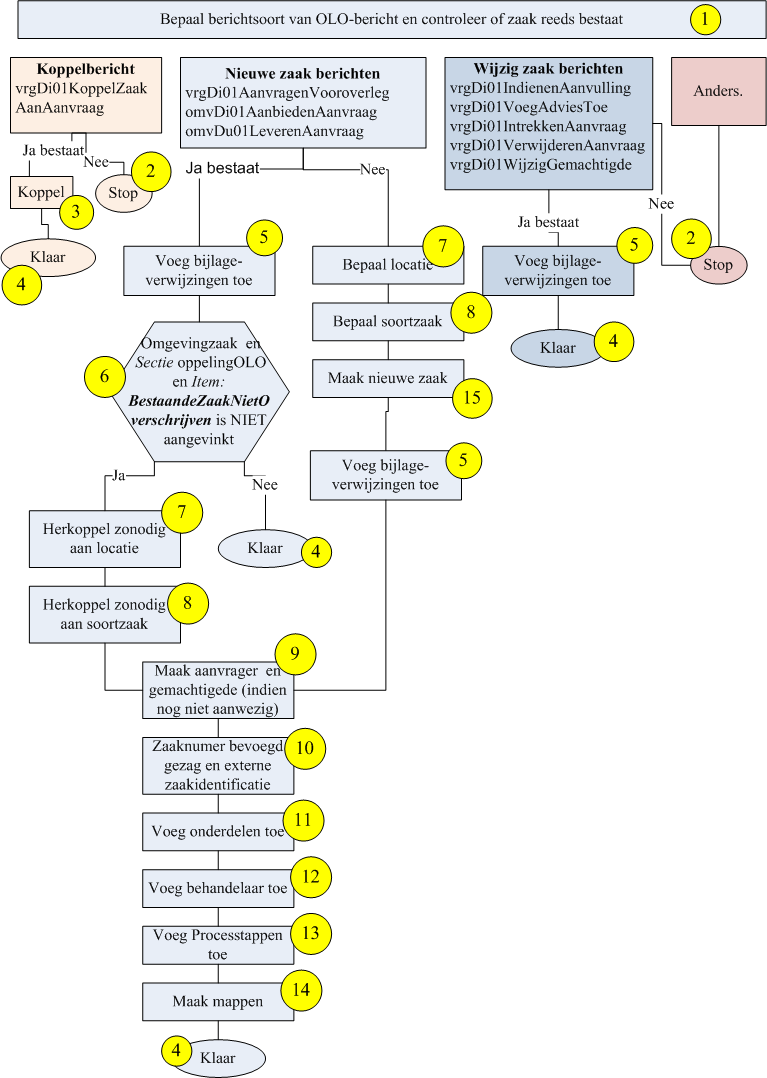 Bepaal berichtsoort van OLO-bericht en controleer of zaak reeds bestaat
1
Koppelbericht
vrgDi01KoppelZaak
AanAanvraag
Nieuwe zaak berichten
vrgDi01AanvragenVooroverleg
omvDi01AanbiedenAanvraag
omvDu01LeverenAanvraag
Wijzig zaak berichten
vrgDi01IndienenAanvulling
vrgDi01VoegAdviesToe
vrgDi01IntrekkenAanvraag
vrgDi01VerwijderenAanvraag
vrgDi01WijzigGemachtigde
Anders.
Ja bestaat
Nee
2
Stop
Koppel
3
Klaar
4
Ja bestaat
Nee
Ja bestaat
Nee
2
Stop
5
Voeg bijlage-
verwijzingen toe
7
Bepaal locatie
5
Voeg bijlage-
verwijzingen toe
8
Bepaal soortzaak
4
Klaar
6
Omgevingzaak en
Sectie oppelingOLO
en Item:
BestaandeZaakNietO
verschrijven is NIET
aangevinkt
Maak nieuwe zaak
15
5
Voeg bijlage-
verwijzingen toe
Ja
Nee
7
Herkoppel zonodig
aan locatie
Klaar
4
8
Herkoppel zonodig
aan soortzaak
9
Maak aanvrager en
gemachtigede (indien
nog niet aanwezig)
10
Zaaknumer bevoegd
gezag en externe
zaakidentificatie
11
Voeg onderdelen toe
12
Voeg behandelaar toe
13
Voeg Processtappen
toe
14
Maak mappen
4
Klaar